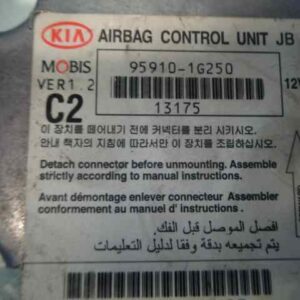 KIA AIRBAG CONTROL UNIT JB
MOBIS 95910-1G250
VER1.2 12V
C2 13175
이 장치를 떼어내기 전에 커넥터를 분리 시키시오.
안내 책자의 지침에 따라서만 이 장치를 조립하십시오.
Detach connector before unmounting. Assemble
strictly according to manual instructions.
Avant démontage enlever connecteur Assembler
conformement au manuel d' instructions.
افصل الموصل قبل الفك
يتم تجميعه بدقة وفقا لدليل التعليمات